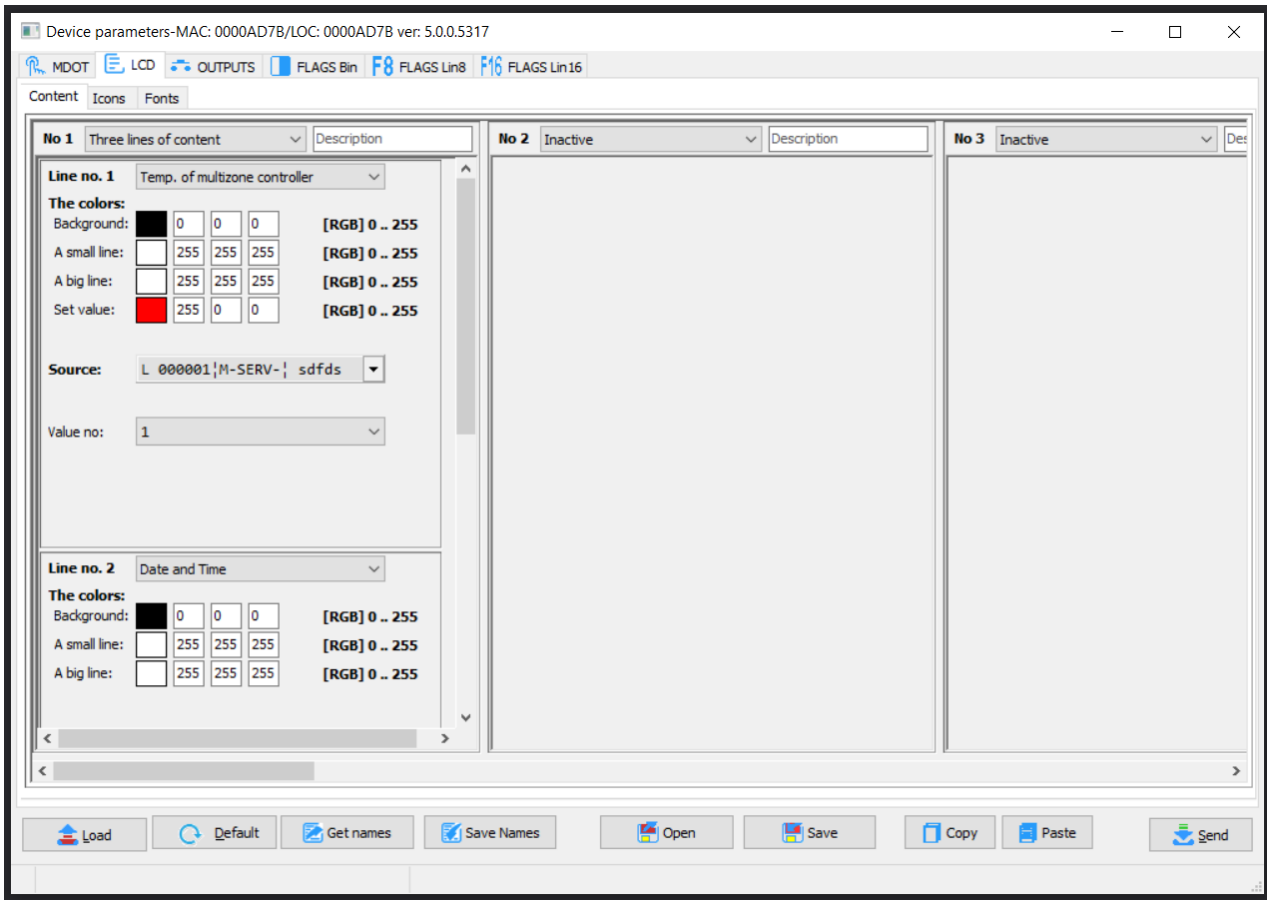 Device parameters-MAC: 0000AD7B/LOC: 0000AD7B ver: 5.0.0.5317
MDOT LCD OUTPUTS FLAGS Bin F8 FLAGS Lin8 F16 FLAGS Lin16
Content Icons Fonts
No 1 Three lines of content Description No 2 Inactive Description No 3 Inactive Des
Line no. 1 Temp. of multizone controller
The colors:
Background: 0 0 0 [RGB] 0 .. 255
A small line: 255 255 255 [RGB] 0 .. 255
A big line: 255 255 255 [RGB] 0 .. 255
Set value: 255 0 0 [RGB] 0 .. 255
Source: L 000001¦M-SERV-¦ sdfds
Value no: 1
Line no. 2 Date and Time
The colors:
Background: 0 0 0 [RGB] 0 .. 255
A small line: 255 255 255 [RGB] 0 .. 255
A big line: 255 255 255 [RGB] 0 .. 255
Load Default Get names Save Names Open Save Copy Paste Send